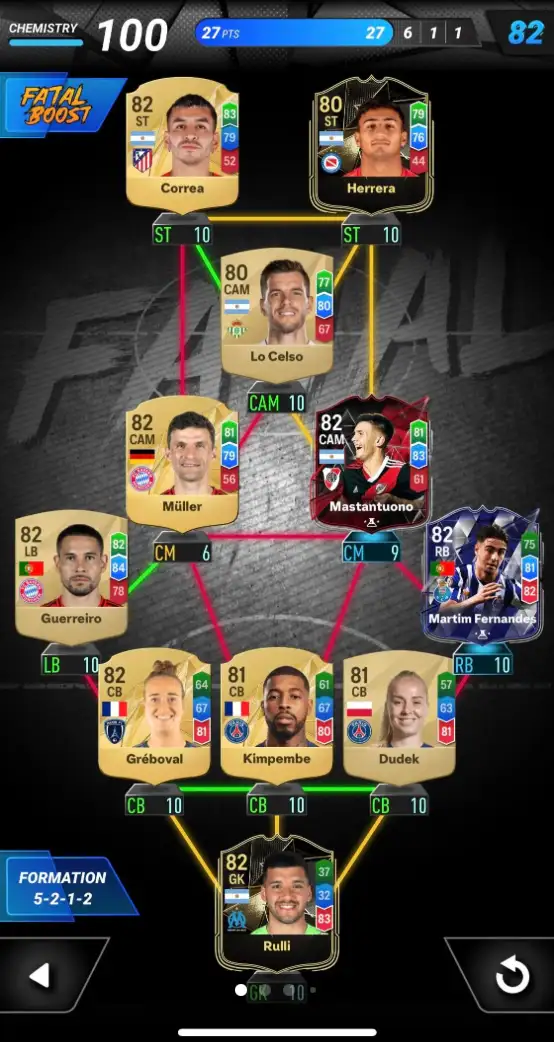 CHEMISTRY 100 27 PTS 27 6 1 1 82
FATAL
BOOST
82
ST
83
79
52
Correa
80
ST
79
76
44
Herrera
ST 10
ST 10
80
CAM
77
80
67
Lo Celso
CAM 10
82
CAM
81
79
56
Müller
82
CAM
81
83
61
Mastantuono
CM 6
CM 9
82
LB
82
84
78
Guerreiro
82
RB
75
81
82
Martim Fernandes
LB 10
RB 10
82
CB
64
67
81
Gréboval
81
CB
61
67
80
Kimpembe
81
CB
57
63
81
Dudek
CB 10
CB 10
CB 10
82
GK
37
32
83
Rulli
FORMATION
5-2-1-2
GK 10